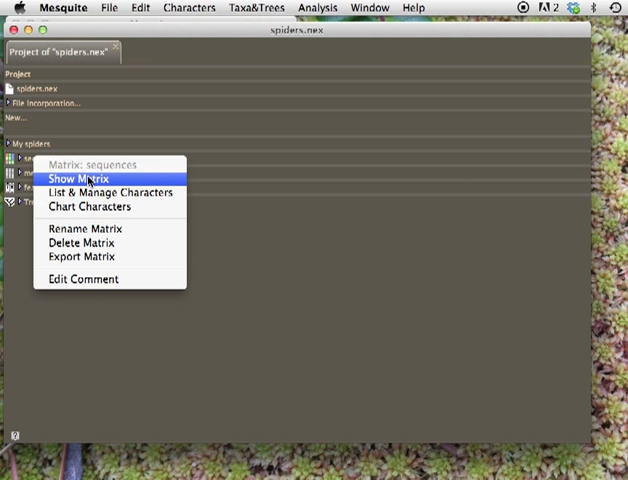 Mesquite File Edit Characters Taxa&Trees Analysis Window Help 2
spiders.nex
Project of "spiders.nex"
Project
spiders.nex
File Incorporation...
New...
My spiders
Matrix: sequences
Show Matrix
List & Manage Characters
Chart Characters
Rename Matrix
Delete Matrix
Export Matrix
Edit Comment